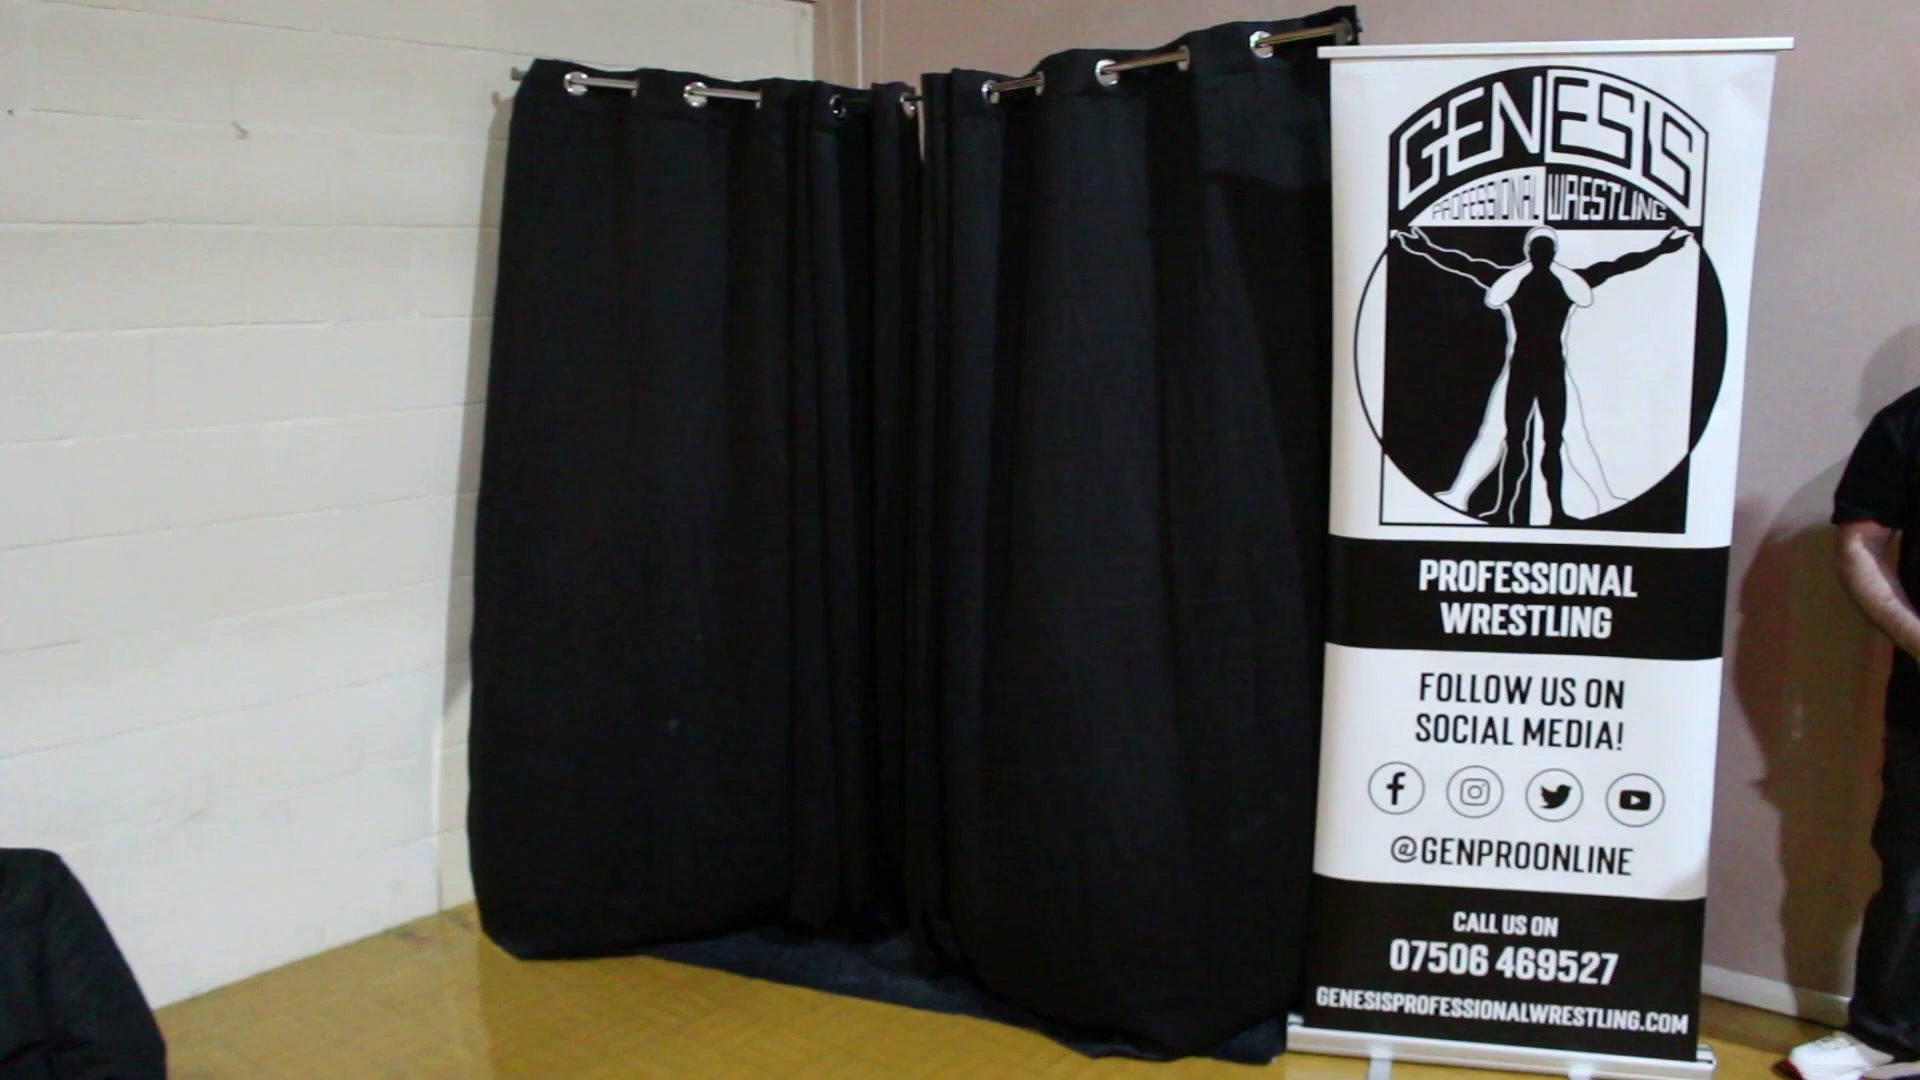 GENESIS
PROFESSIONAL WRESTLING
PROFESSIONAL
WRESTLING
FOLLOW US ON
SOCIAL MEDIA!
@GENPROONLINE
CALL US ON
07506 469527
GENESISPROFESSIONALWRESTLING.COM